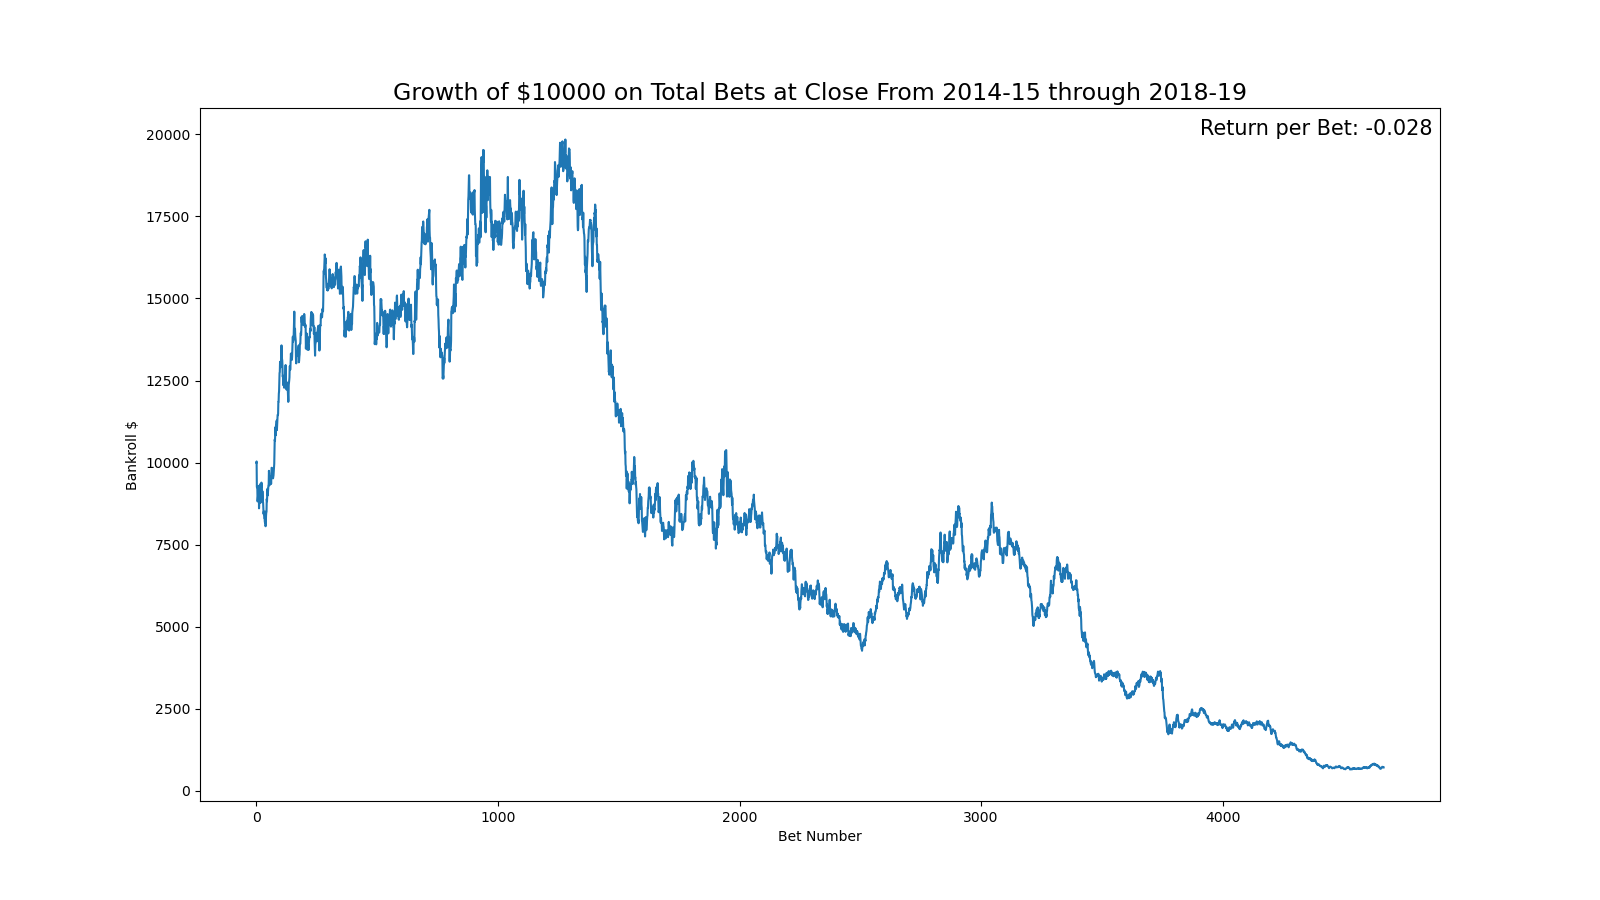 Growth of $10000 on Total Bets at Close From 2014-15 through 2018-19
Return per Bet: -0.028
20000
17500
15000
12500
10000
7500
5000
2500
0
Bankroll $
0 1000 2000 3000 4000
Bet Number